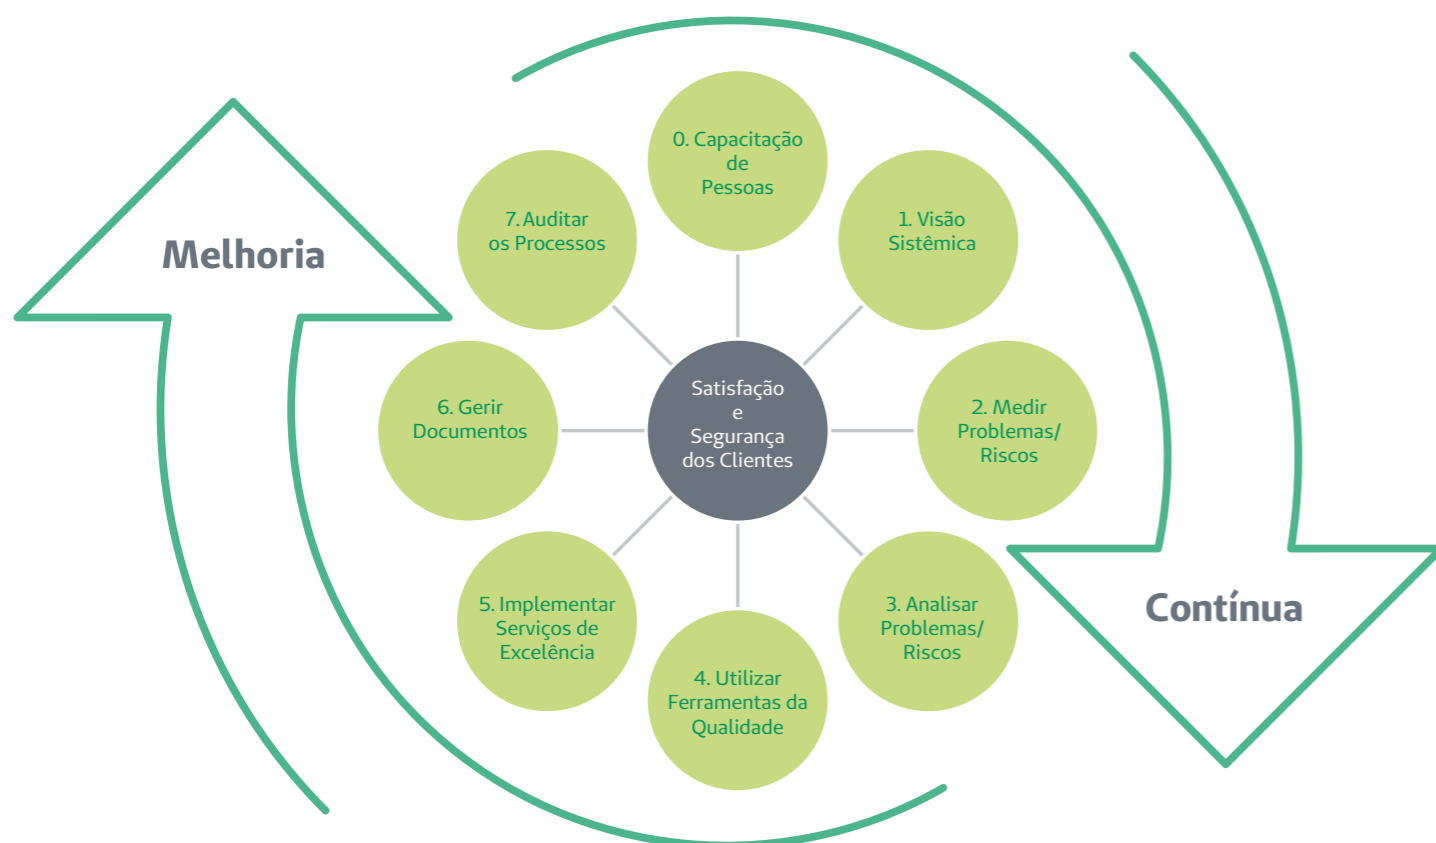 Melhoria
0. Capacitação
de
Pessoas
1. Visão
Sistêmica
2. Medir
Problemas/
Riscos
3. Analisar
Problemas/
Riscos
4. Utilizar
Ferramentas da
Qualidade
5. Implementar
Serviços de
Excelência
6. Gerir
Documentos
7. Auditar
os Processos
Satisfação
e
Segurança
dos Clientes
Contínua